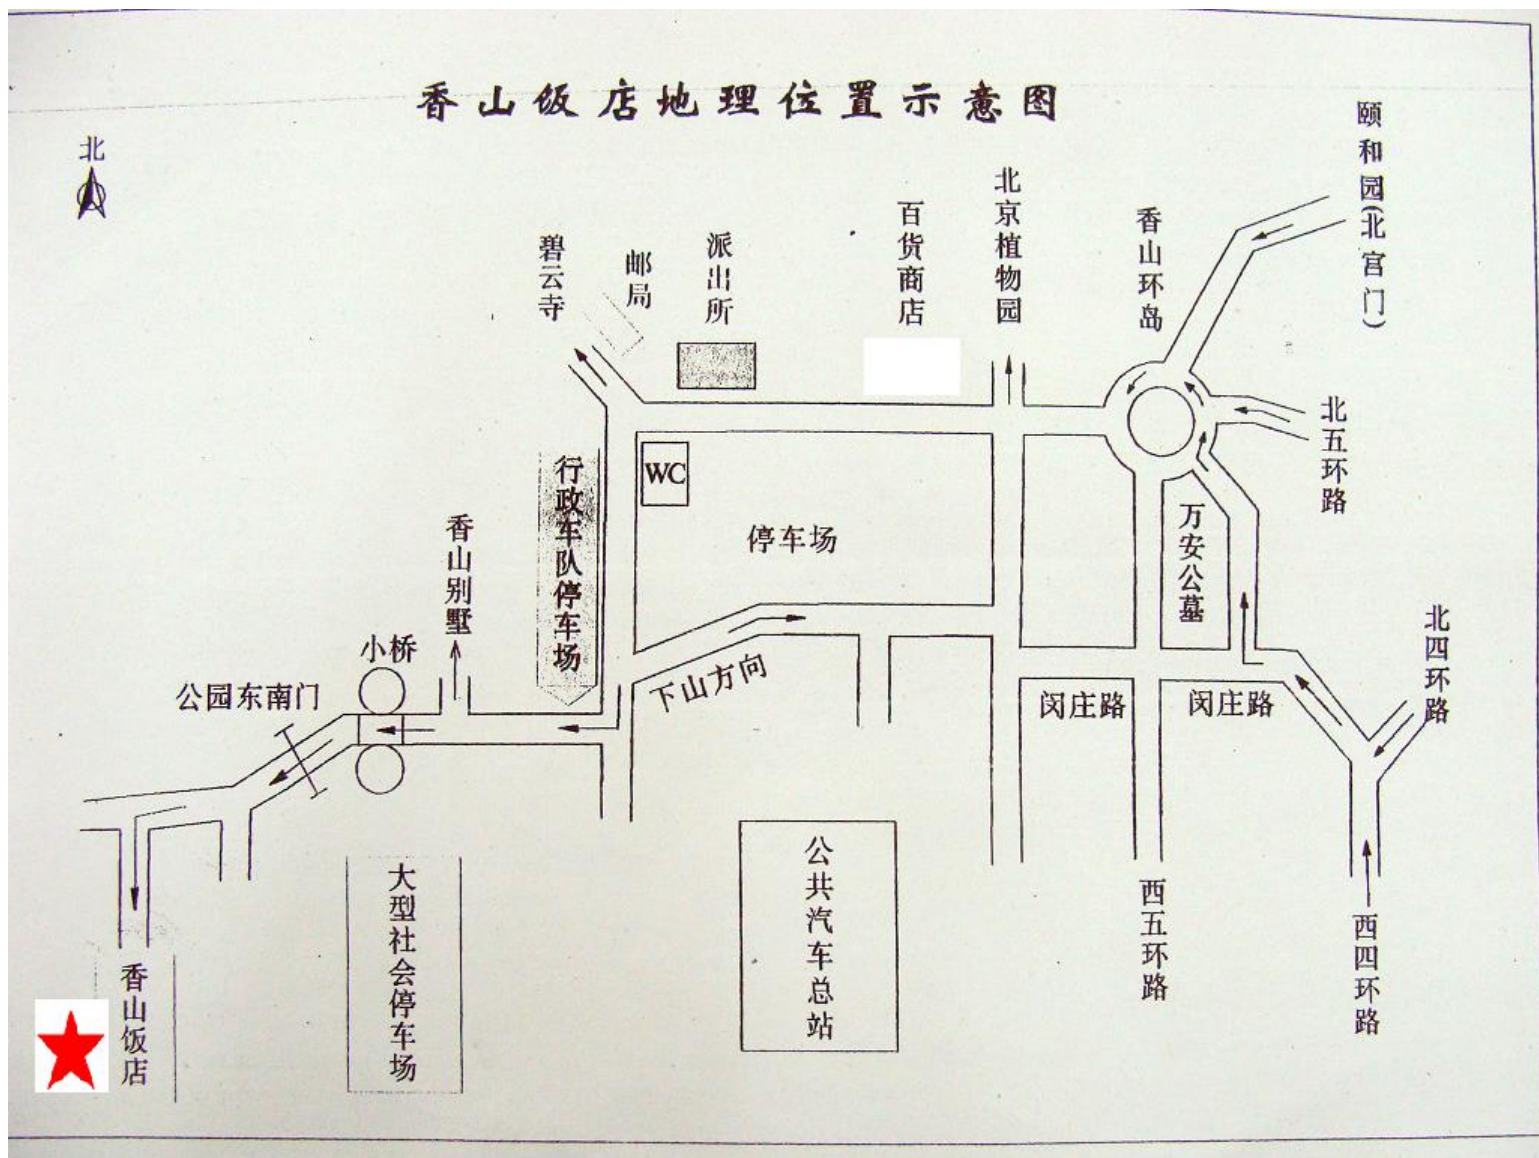 香山饭店地理位置示意图
北
颐和园(北宫门)
北京植物园
香山环岛
百货商店
派出所
邮局
碧云寺
北五环路
WC
行政车队停车场
万安公墓
香山别墅
停车场
北四环路
小桥
下山方向
公园东南门
闵庄路
闵庄路
公共汽车总站
大型社会停车场
西五环路
西四环路
香山饭店